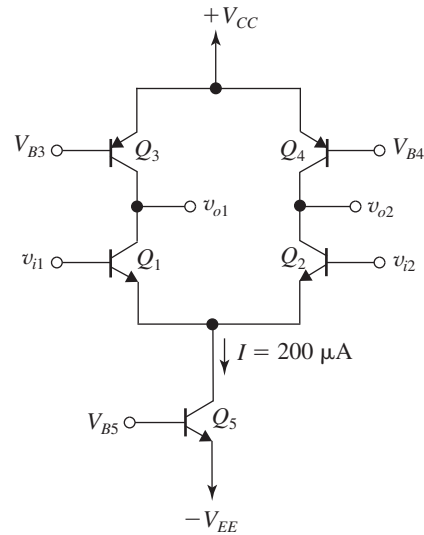 +V_CC
V_B3 Q_3 Q_4 V_B4
v_o1 v_o2
v_i1 Q_1 Q_2 v_i2
I = 200 μA
V_B5 Q_5
−V_EE